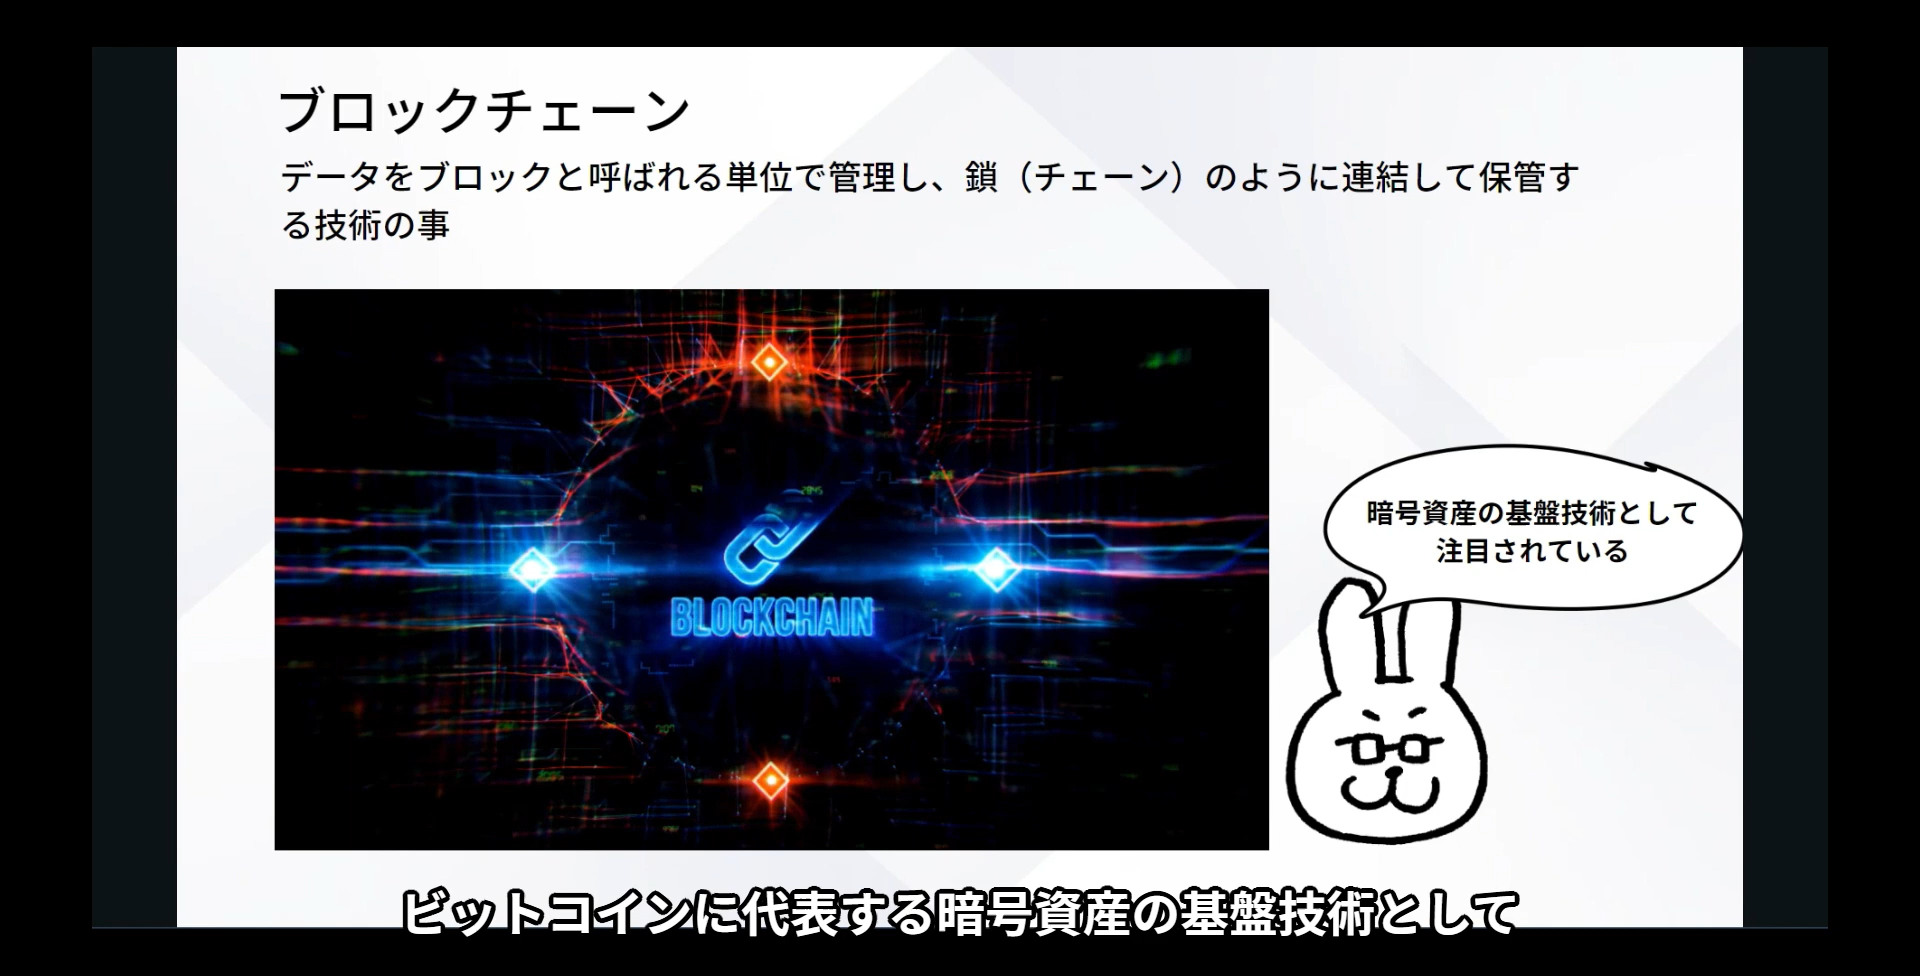 ブロックチェーン
データをブロックと呼ばれる単位で管理し、鎖（チェーン）のように連結して保管す
る技術の事
暗号資産の基盤技術として
注目されている
BLOCKCHAIN
ビットコインに代表する暗号資産の基盤技術として